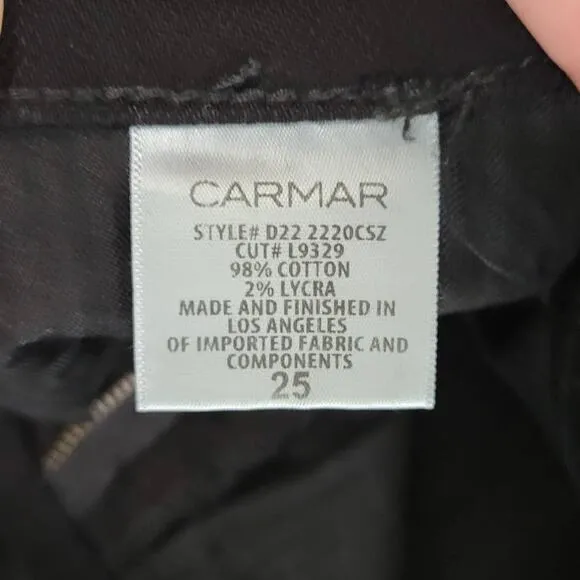 CARMAR
STYLE# D22 2220CSZ
CUT# L9329
98% COTTON
2% LYCRA
MADE AND FINISHED IN
LOS ANGELES
OF IMPORTED FABRIC AND
COMPONENTS
25